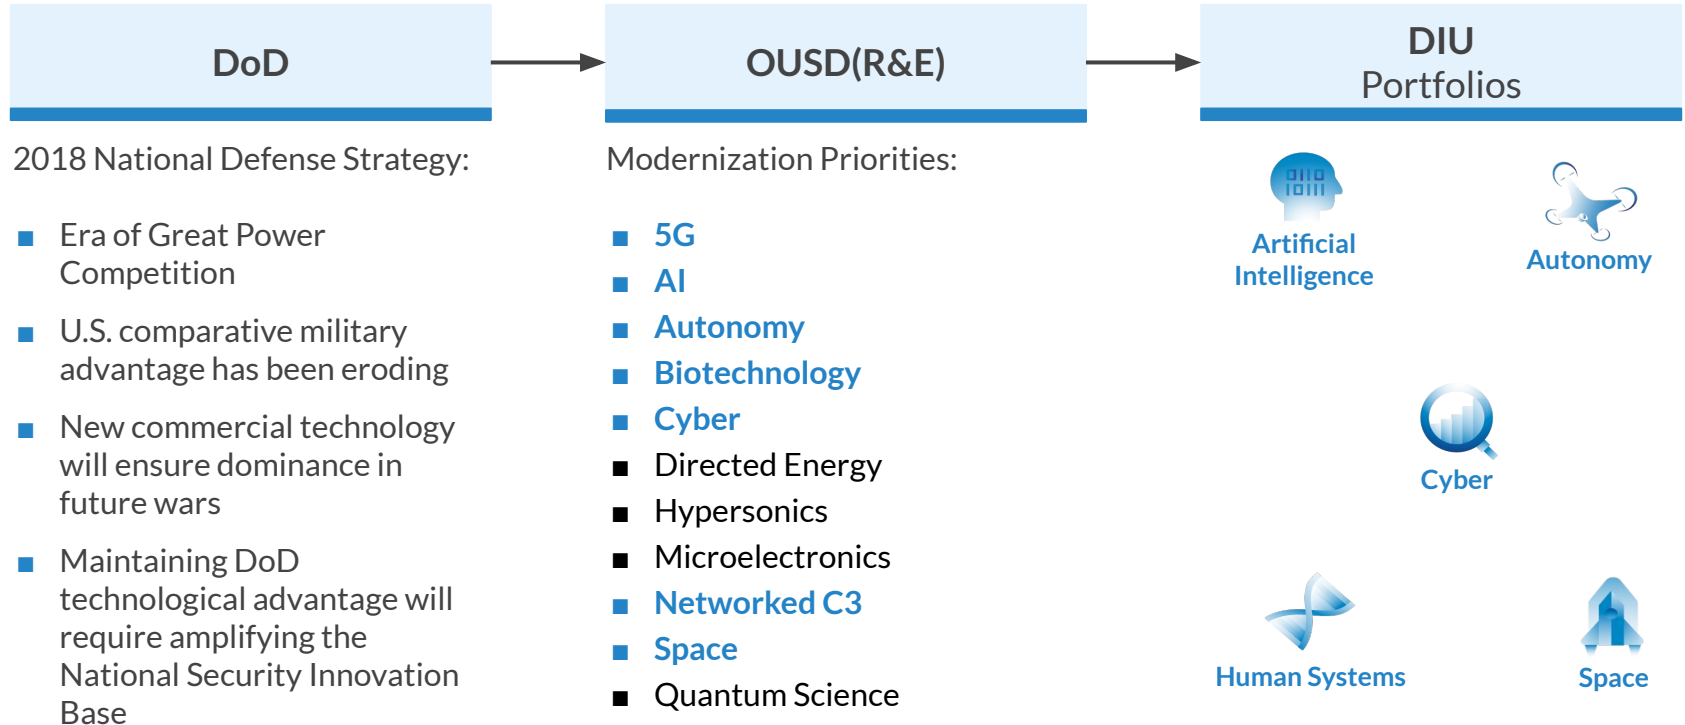 DoD
2018 National Defense Strategy:
■ Era of Great Power
Competition
■ U.S. comparative military
advantage has been eroding
■ New commercial technology
will ensure dominance in
future wars
■ Maintaining DoD
technological advantage will
require amplifying the
National Security Innovation
Base
OUSD(R&E)
Modernization Priorities:
■ 5G
■ AI
■ Autonomy
■ Biotechnology
■ Cyber
■ Directed Energy
■ Hypersonics
■ Microelectronics
■ Networked C3
■ Space
■ Quantum Science
DIU
Portfolios
0110
10111
Artificial
Intelligence
Autonomy
Cyber
Human Systems
Space